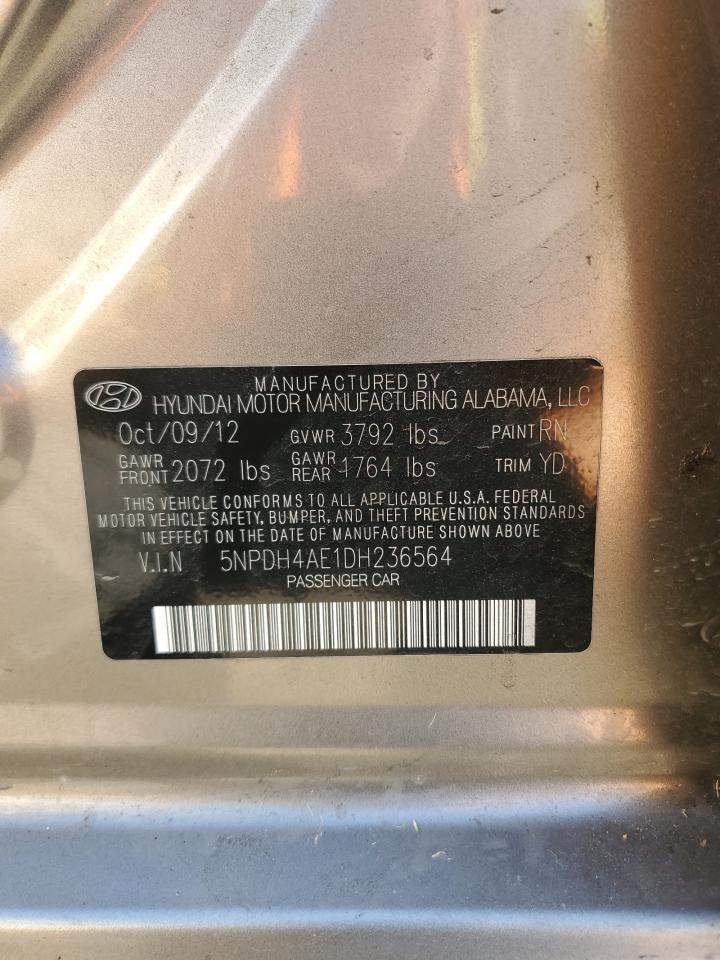 MANUFACTURED BY
HYUNDAI MOTOR MANUFACTURING ALABAMA, LLC
Oct/09/12 GVWR 3792 lbs PAINT RN
GAWR FRONT 2072 lbs GAWR REAR 1764 lbs TRIM YD
THIS VEHICLE CONFORMS TO ALL APPLICABLE U.S.A. FEDERAL
MOTOR VEHICLE SAFETY, BUMPER, AND THEFT PREVENTION STANDARDS
IN EFFECT ON THE DATE OF MANUFACTURE SHOWN ABOVE
V.I.N 5NPDH4AE1DH236564
PASSENGER CAR